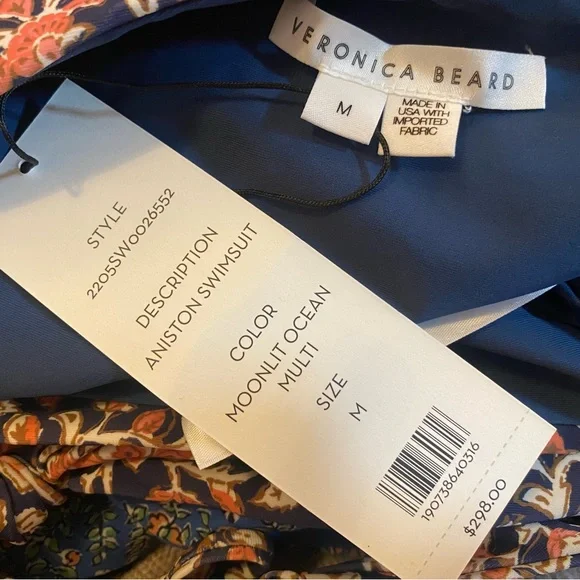 VERONICA BEARD
M
MADE IN
USA WITH
IMPORTED
FABRIC
STYLE
2205SW0026552
DESCRIPTION
ANISTON SWIMSUIT
COLOR
MOONLIT OCEAN
MULTI
SIZE
M
190738640316
$298.00